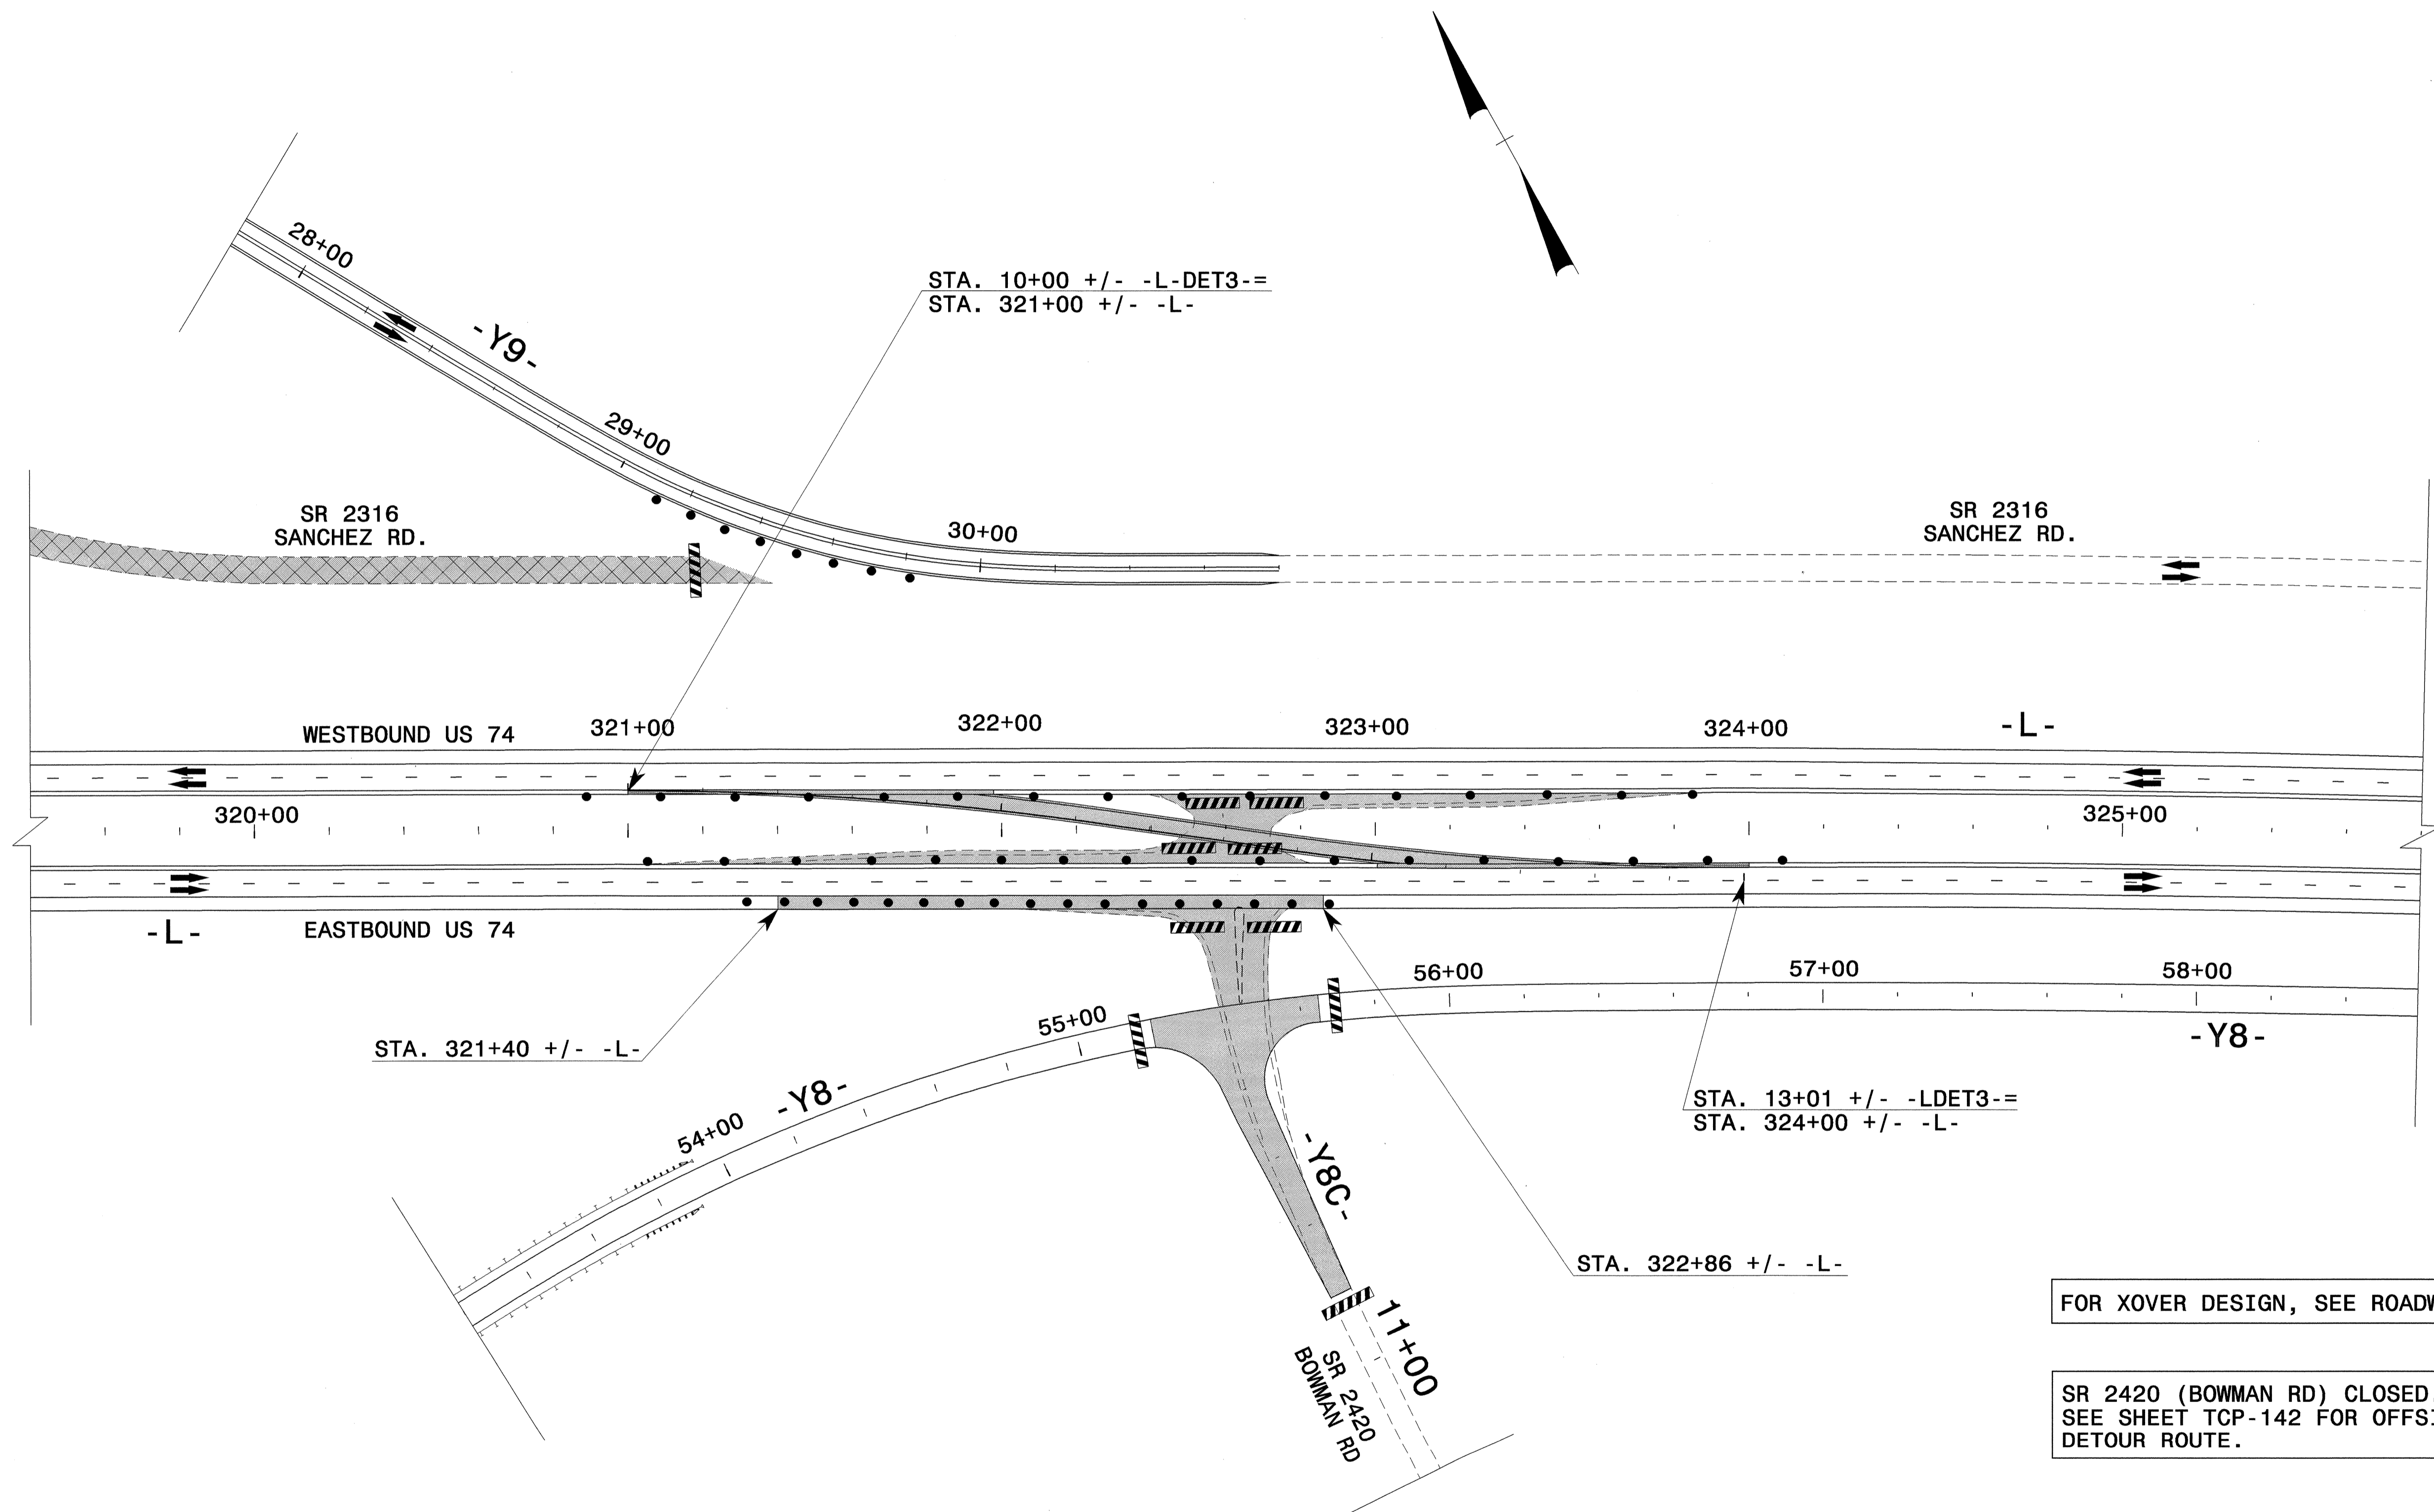 28+00
-Y9-
29+00
30+00
STA. 10+00 +/- -L-DET3-=
STA. 321+00 +/- -L-
SR 2316
SANCHEZ RD.
SR 2316
SANCHEZ RD.
WESTBOUND US 74
321+00
322+00
323+00
324+00
-L-
320+00
325+00
-L-
EASTBOUND US 74
STA. 321+40 +/- -L-
54+00
-Y8-
55+00
56+00
57+00
58+00
-Y8-
STA. 13+01 +/- -LDET3-=
STA. 324+00 +/- -L-
-Y8C-
STA. 322+86 +/- -L-
11+00
SR 2420
BOWMAN RD
FOR XOVER DESIGN, SEE
SR 2420 (BOWMAN RD) CLOSED
SEE SHEET TCP-142 FOR
DETOUR ROUTE.